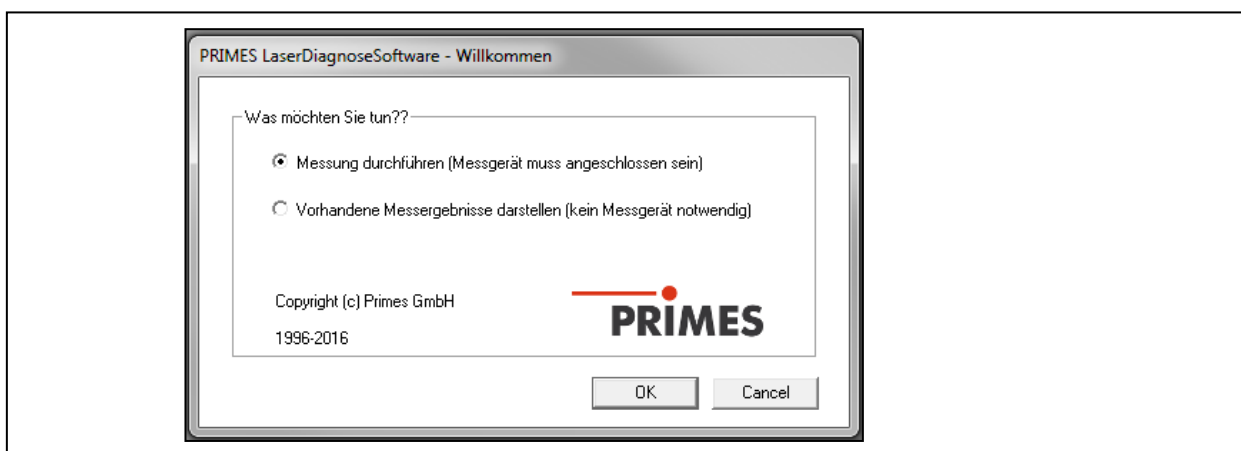 PRIMES LaserDiagnoseSoftware - Willkommen
Was möchten Sie tun??
Messung durchführen (Messgerät muss angeschlossen sein)
Vorhandene Messergebnisse darstellen (kein Messgerät notwendig)
Copyright (c) Primes GmbH
1996-2016
PRIMES
OK
Cancel